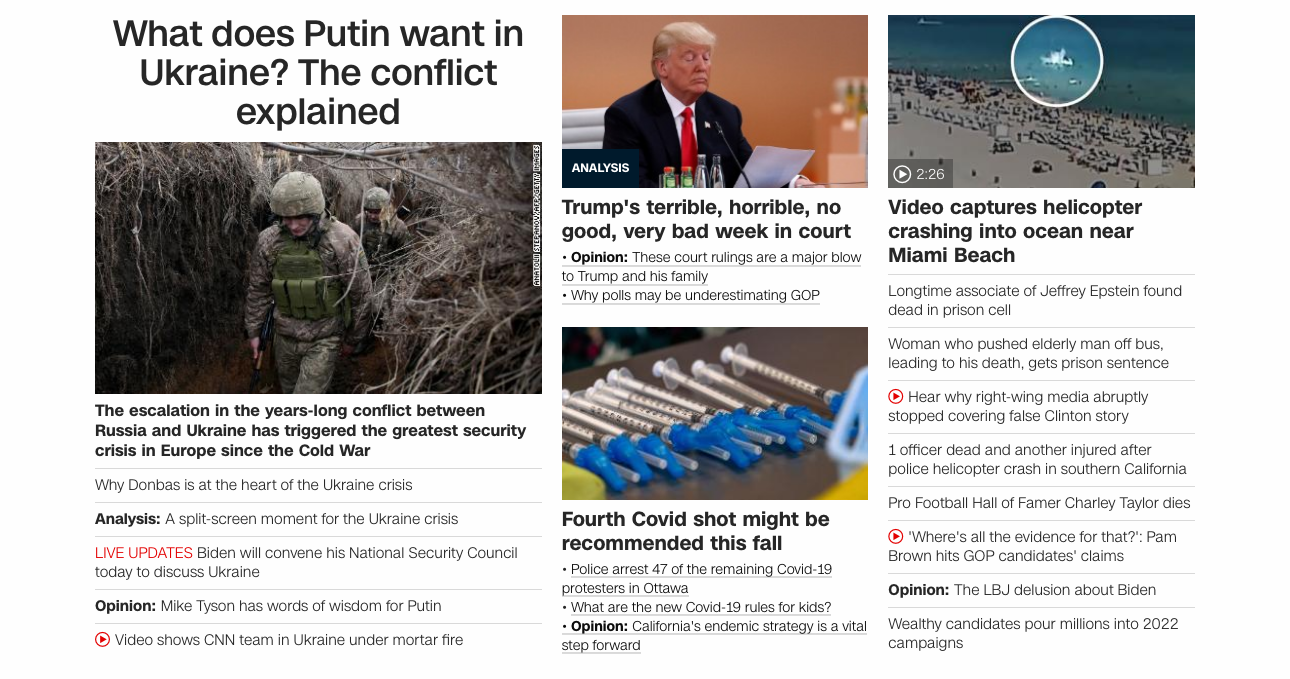 What does Putin want in
Ukraine? The conflict
explained
ANATOLII STEPANOV/AFP/GETTY IMAGES
The escalation in the years-long conflict between
Russia and Ukraine has triggered the greatest security
crisis in Europe since the Cold War
Why Donbas is at the heart of the Ukraine crisis
Analysis: A split-screen moment for the Ukraine crisis
LIVE UPDATES Biden will convene his National Security Council
today to discuss Ukraine
Opinion: Mike Tyson has words of wisdom for Putin
Video shows CNN team in Ukraine under mortar fire
ANALYSIS
Trump's terrible, horrible, no
good, very bad week in court
• Opinion: These court rulings are a major blow
to Trump and his family
• Why polls may be underestimating GOP
Fourth Covid shot might be
recommended this fall
• Police arrest 47 of the remaining Covid-19
protesters in Ottawa
• What are the new Covid-19 rules for kids?
• Opinion: California's endemic strategy is a vital
step forward
2:26
Video captures helicopter
crashing into ocean near
Miami Beach
Longtime associate of Jeffrey Epstein found
dead in prison cell
Woman who pushed elderly man off bus,
leading to his death, gets prison sentence
Hear why right-wing media abruptly
stopped covering false Clinton story
1 officer dead and another injured after
police helicopter crash in southern California
Pro Football Hall of Famer Charley Taylor dies
'Where's all the evidence for that?': Pam
Brown hits GOP candidates' claims
Opinion: The LBJ delusion about Biden
Wealthy candidates pour millions into 2022
campaigns